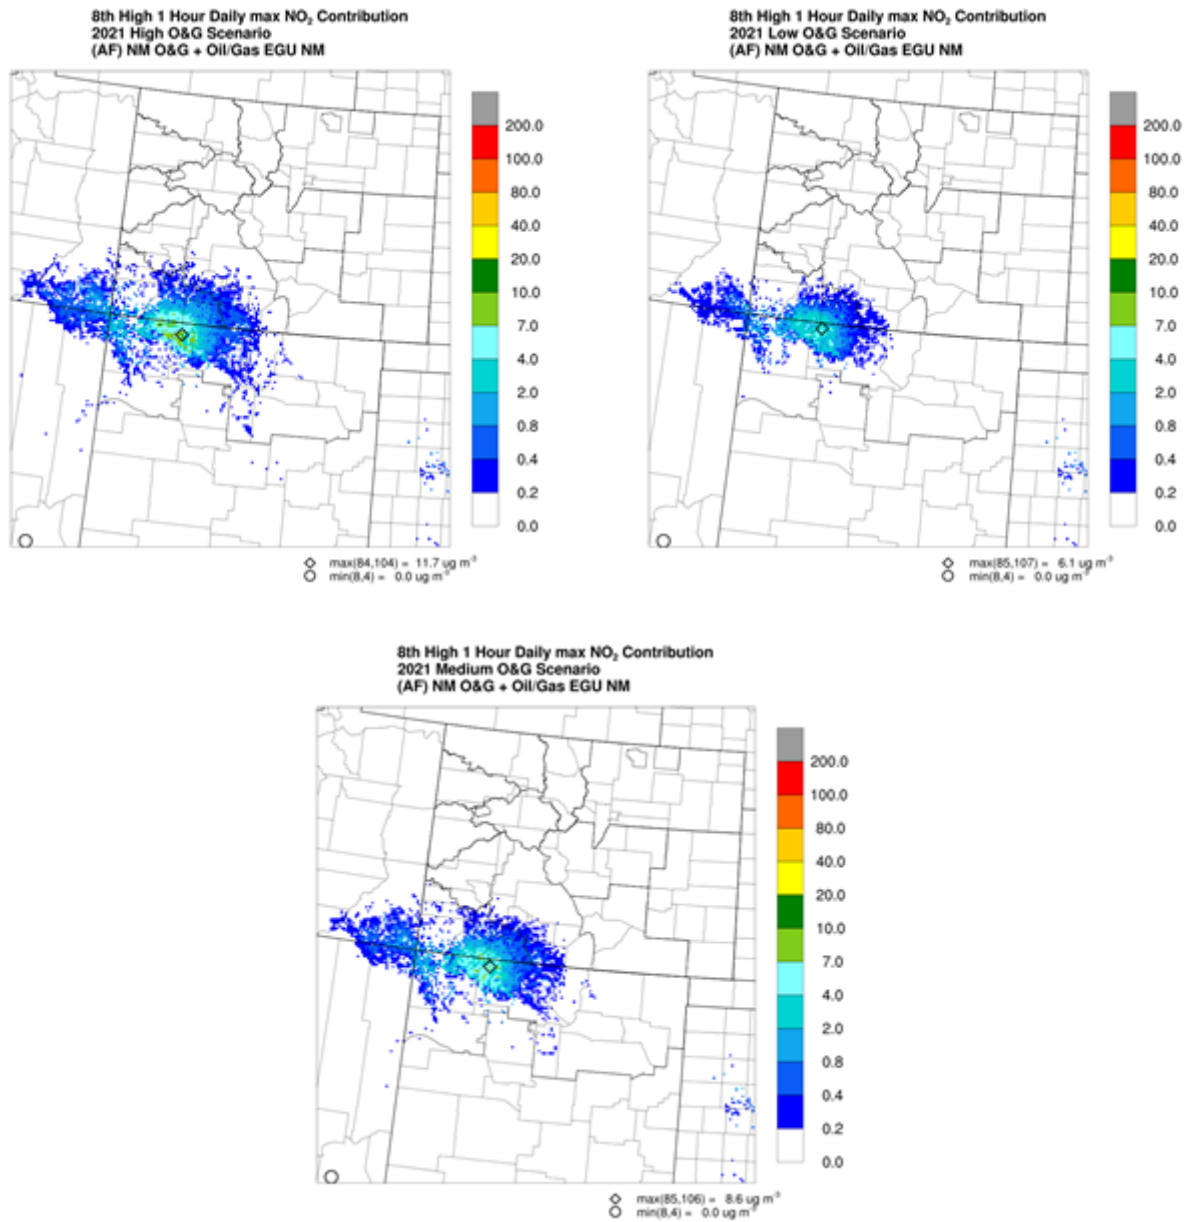 8th High 1 Hour Daily max NO₂ Contribution
2021 High O&G Scenario
(AF) NM O&G + Oil/Gas EGU NM
200.0
100.0
80.0
40.0
20.0
10.0
7.0
4.0
2.0
0.8
0.4
0.2
0.0
max(84,104) = 11.7 ug m⁻³
min(8,4) = 0.0 ug m⁻³
8th High 1 Hour Daily max NO₂ Contribution
2021 Low O&G Scenario
(AF) NM O&G + Oil/Gas EGU NM
200.0
100.0
80.0
40.0
20.0
10.0
7.0
4.0
2.0
0.8
0.4
0.2
0.0
max(85,107) = 6.1 ug m⁻³
min(8,4) = 0.0 ug m⁻³
8th High 1 Hour Daily max NO₂ Contribution
2021 Medium O&G Scenario
(AF) NM O&G + Oil/Gas EGU NM
200.0
100.0
80.0
40.0
20.0
10.0
7.0
4.0
2.0
0.8
0.4
0.2
0.0
max(85,106) = 8.6 ug m⁻³
min(8,4) = 0.0 ug m⁻³